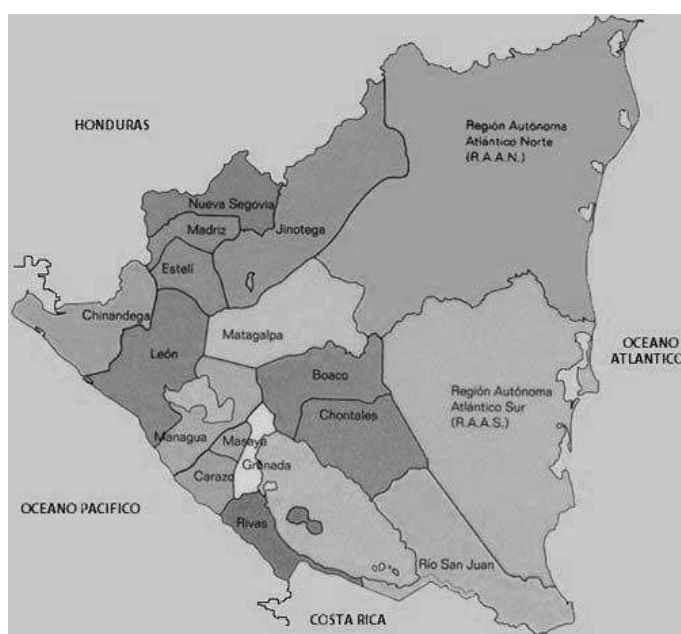 HONDURAS
Región Autónoma
Atlántico Norte
(R.A.A.N.)
Nueva Segovia
Madriz
Jinotega
Estelí
Chinandega
Matagalpa
León
OCEANO
ATLANTICO
Boaco
Región Autónoma
Atlántico Sur
(R.A.A.S.)
Chontales
Managua
Masaya
Granada
Carazo
OCEANO PACIFICO
Rivas
Río San Juan
COSTA RICA